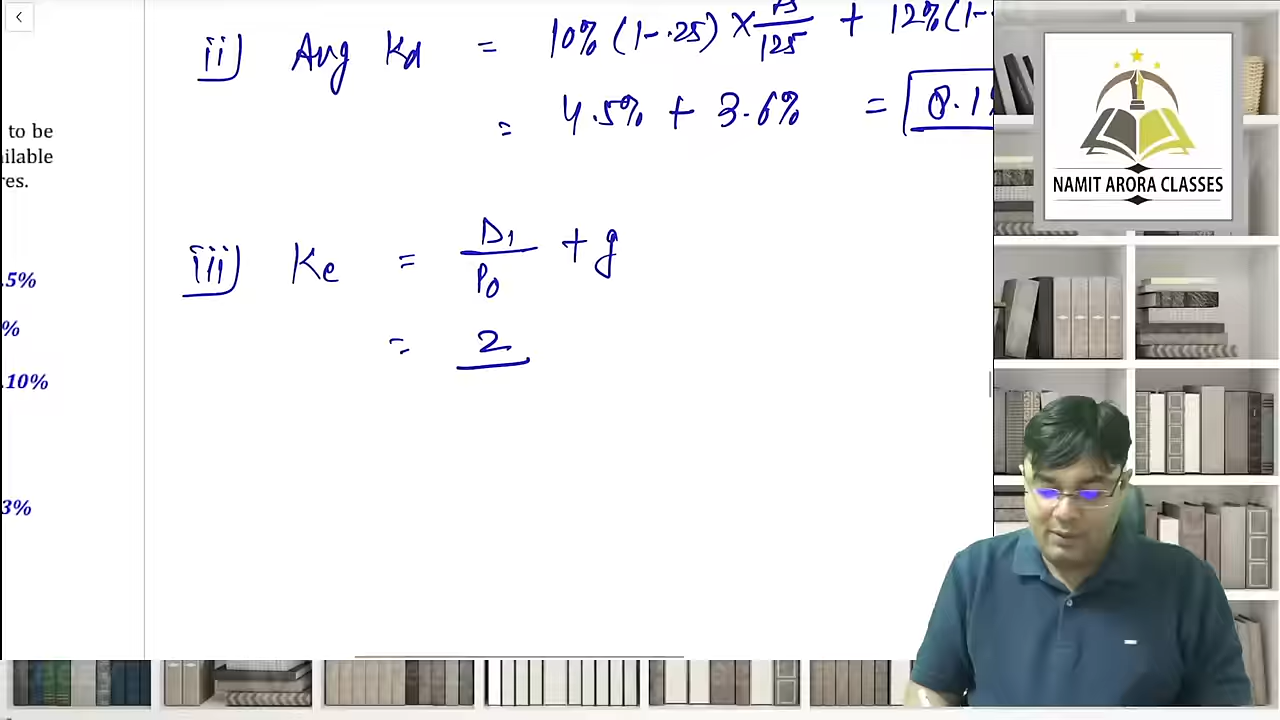 ii) Avg Kd = 10% (1-.25) × 75/125 + 12% (1-
= 4.5% + 3.6% = 8.1%
to be
ilable
res.
iii) Ke = D1/P0 + g
= 2
.5%
%
.10%
3%
NAMIT ARORA CLASSES